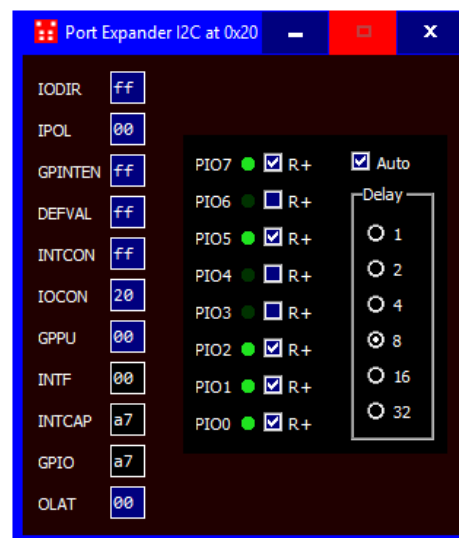 Port Expander I2C at 0x20
IODIR ff
IPOL 00
GPINTEN ff
DEFVAL ff
INTCON ff
IOCON 20
GPPU 00
INTF 00
INTCAP a7
GPIO a7
OLAT 00
PIO7 R+
PIO6 R+
PIO5 R+
PIO4 R+
PIO3 R+
PIO2 R+
PIO1 R+
PIO0 R+
Auto
Delay
1
2
4
8
16
32